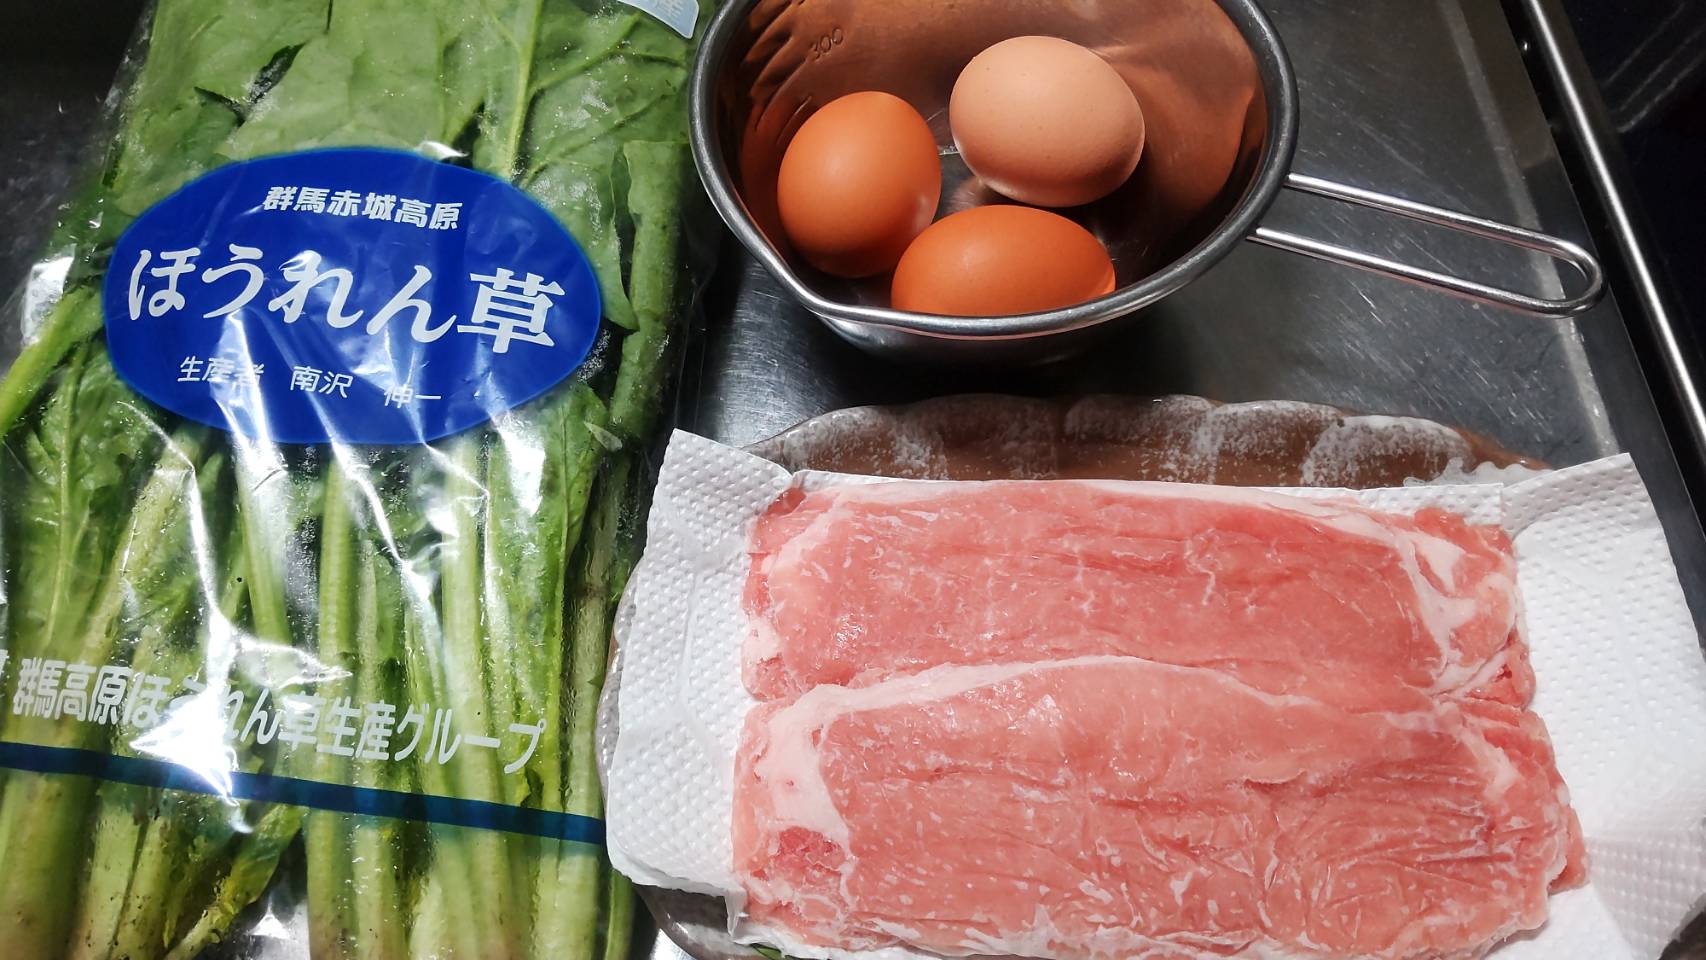 産
300
群馬赤城高原
ほうれん草
生産者 南沢 伸一
群馬高原ほうれん草生産グループ